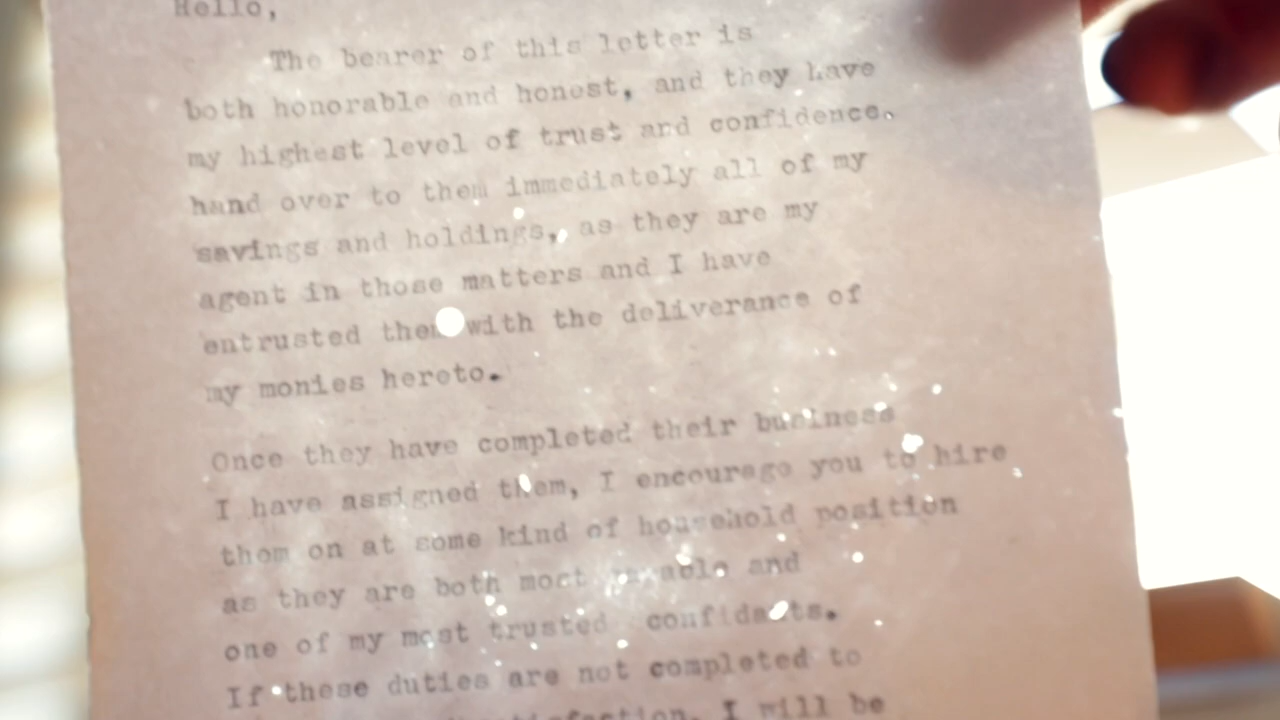 Hello,
The bearer of this letter is
both honorable and honest, and they have
my highest level of trust and confidence.
hand over to them immediately all of my
savings and holdings, as they are my
agent in those matters and I have
entrusted them with the deliverance of
my monies hereto.
Once they have completed their business
I have assigned them, I encourage you to hire
them on at some kind of household position
as they are both most and
one of my most trusted confidants.
If these duties are not completed to
satisfaction, I will be